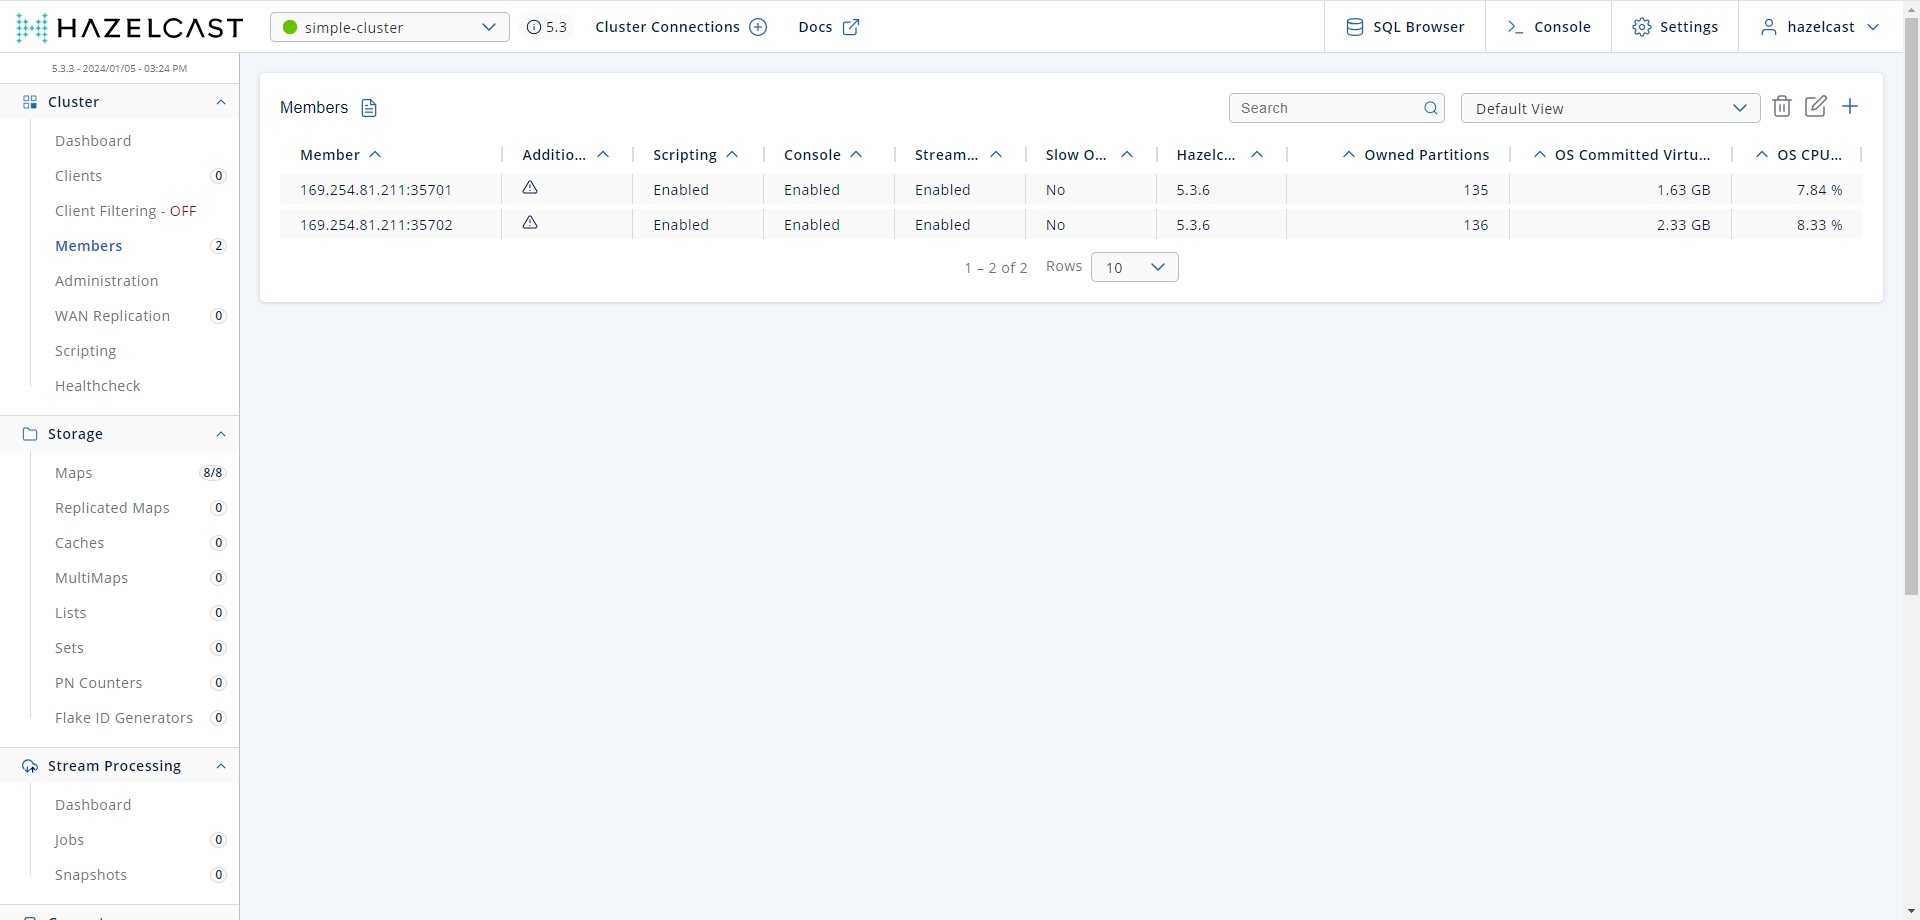 HAZELCAST
simple-cluster
5.3
Cluster Connections
Docs
SQL Browser
Console
Settings
hazelcast
5.3.3 - 2024/01/05 - 03:24 PM
Cluster
Dashboard
Clients 0
Client Filtering - OFF
Members 2
Administration
WAN Replication 0
Scripting
Healthcheck
Storage
Maps 8/8
Replicated Maps 0
Caches 0
MultiMaps 0
Lists 0
Sets 0
PN Counters 0
Flake ID Generators 0
Stream Processing
Dashboard
Jobs 0
Snapshots 0
Members
Search
Default View
Member Additio... Scripting Console Stream... Slow O... Hazelc... Owned Partitions OS Committed Virtu... OS CPU...
169.254.81.211:35701 Enabled Enabled Enabled No 5.3.6 135 1.63 GB 7.84 %
169.254.81.211:35702 Enabled Enabled Enabled No 5.3.6 136 2.33 GB 8.33 %
1 – 2 of 2 Rows 10